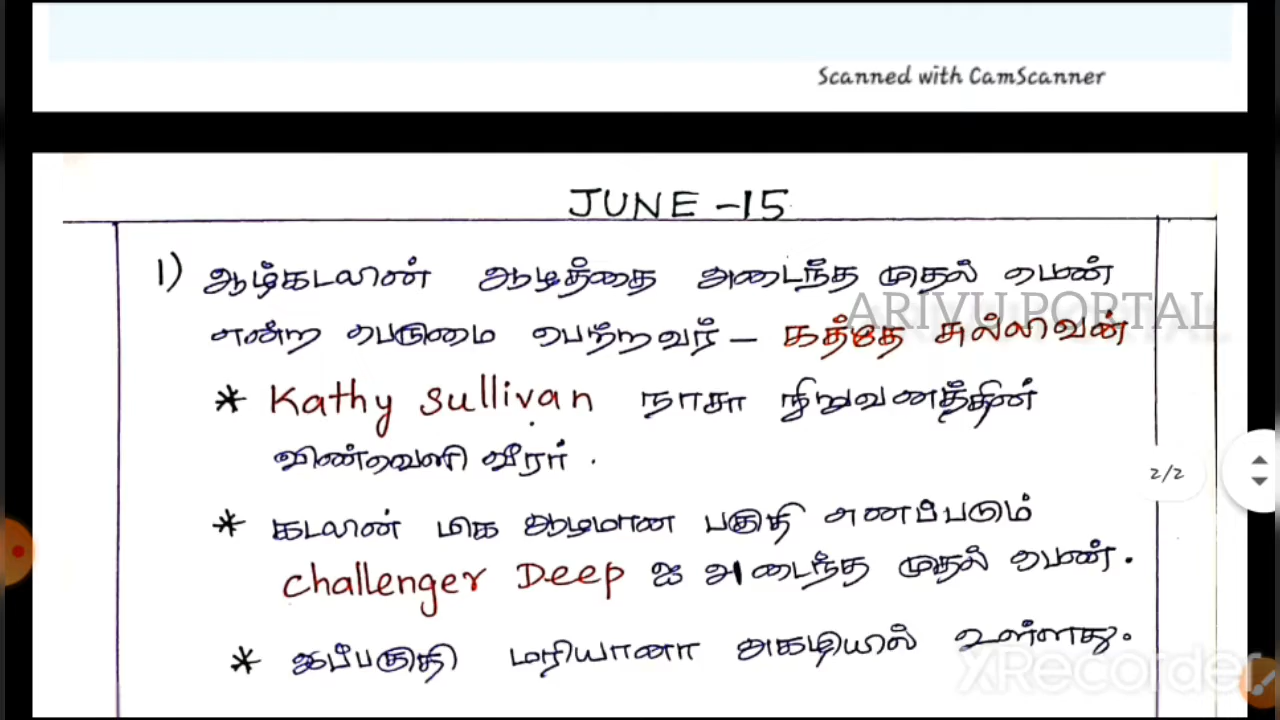 Scanned with CamScanner
JUNE -15
1) ஆழ்கடலின் ஆழத்தை அடைந்த முதல் பெண்
ARIVU PORTAL
என்ற பெருமை பெற்றவர் – கத்தே சுல்லிவன்
* Kathy Sullivan நாசா நிறுவனத்தின்
விண்வெளி வீரர்.
2/2
* கடலின் மிக ஆழமான பகுதி எனப்படும்
Challenger Deep ஐ அடைந்த முதல் பெண்.
* இப்பகுதி மரியானா அகழியில் உள்ளது.
XRecorder